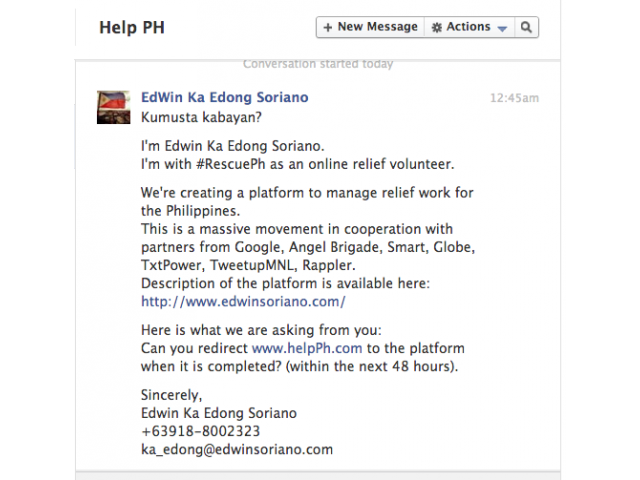 Help PH
+ New Message
Actions
Conversation started today
EdWin Ka Edong Soriano
12:45am
Kumusta kabayan?
I'm Edwin Ka Edong Soriano.
I'm with #RescuePh as an online relief volunteer.
We're creating a platform to manage relief work for
the Philippines.
This is a massive movement in cooperation with
partners from Google, Angel Brigade, Smart, Globe,
TxtPower, TweetupMNL, Rappler.
Description of the platform is available here:
http://www.edwinsoriano.com/
Here is what we are asking from you:
Can you redirect www.helpPh.com to the platform
when it is completed? (within the next 48 hours).
Sincerely,
Edwin Ka Edong Soriano
+63918-8002323
ka_edong@edwinsoriano.com